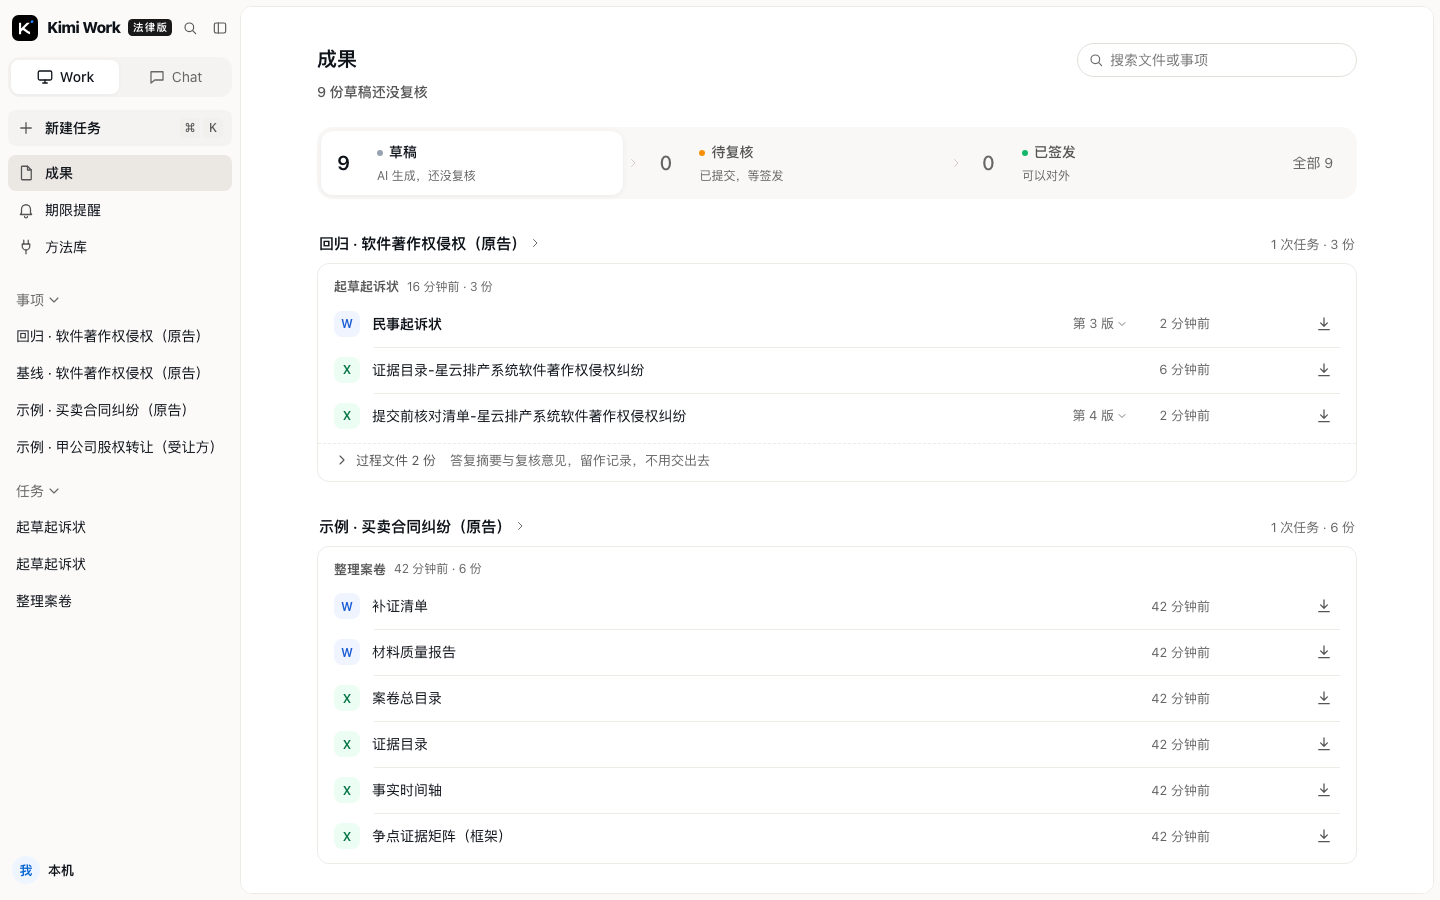 Kimi Work 法律版
Work Chat
新建任务 ⌘ K
成果
期限提醒
方法库
事项
回归 · 软件著作权侵权（原告）
基线 · 软件著作权侵权（原告）
示例 · 买卖合同纠纷（原告）
示例 · 甲公司股权转让（受让方）
任务
起草起诉状
起草起诉状
整理案卷
我 本机
成果
搜索文件或事项
9 份草稿还没复核
9 草稿
AI 生成，还没复核
0 待复核
已提交，等签发
0 已签发
可以对外
全部 9
回归 · 软件著作权侵权（原告）
1 次任务 · 3 份
起草起诉状 16 分钟前 · 3 份
W 民事起诉状 第 3 版 2 分钟前
X 证据目录-星云排产系统软件著作权侵权纠纷 6 分钟前
X 提交前核对清单-星云排产系统软件著作权侵权纠纷 第 4 版 2 分钟前
过程文件 2 份 答复摘要与复核意见，留作记录，不用交出去
示例 · 买卖合同纠纷（原告）
1 次任务 · 6 份
整理案卷 42 分钟前 · 6 份
W 补证清单 42 分钟前
W 材料质量报告 42 分钟前
X 案卷总目录 42 分钟前
X 证据目录 42 分钟前
X 事实时间轴 42 分钟前
X 争点证据矩阵（框架） 42 分钟前